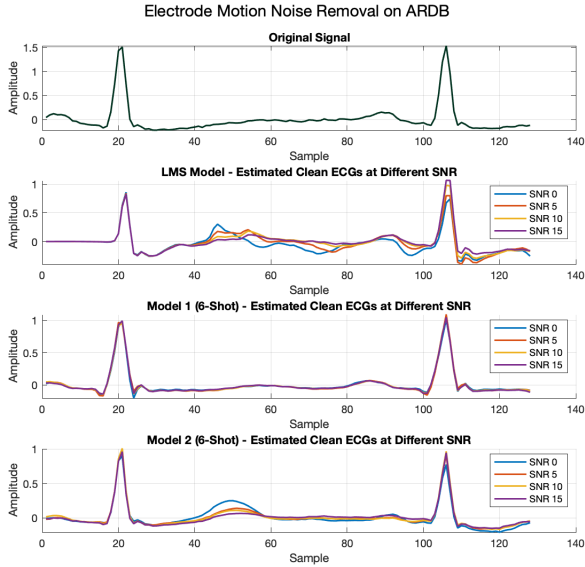 Electrode Motion Noise Removal on ARDB
Original Signal
1.5
1
0.5
0
Amplitude
0 20 40 60 80 100 120 140
Sample
LMS Model - Estimated Clean ECGs at Different SNR
1
0.5
0
Amplitude
SNR 0
SNR 5
SNR 10
SNR 15
0 20 40 60 80 100 120 140
Sample
Model 1 (6-Shot) - Estimated Clean ECGs at Different SNR
1
0.5
0
Amplitude
SNR 0
SNR 5
SNR 10
SNR 15
0 20 40 60 80 100 120 140
Sample
Model 2 (6-Shot) - Estimated Clean ECGs at Different SNR
1
0.5
0
Amplitude
SNR 0
SNR 5
SNR 10
SNR 15
0 20 40 60 80 100 120 140
Sample